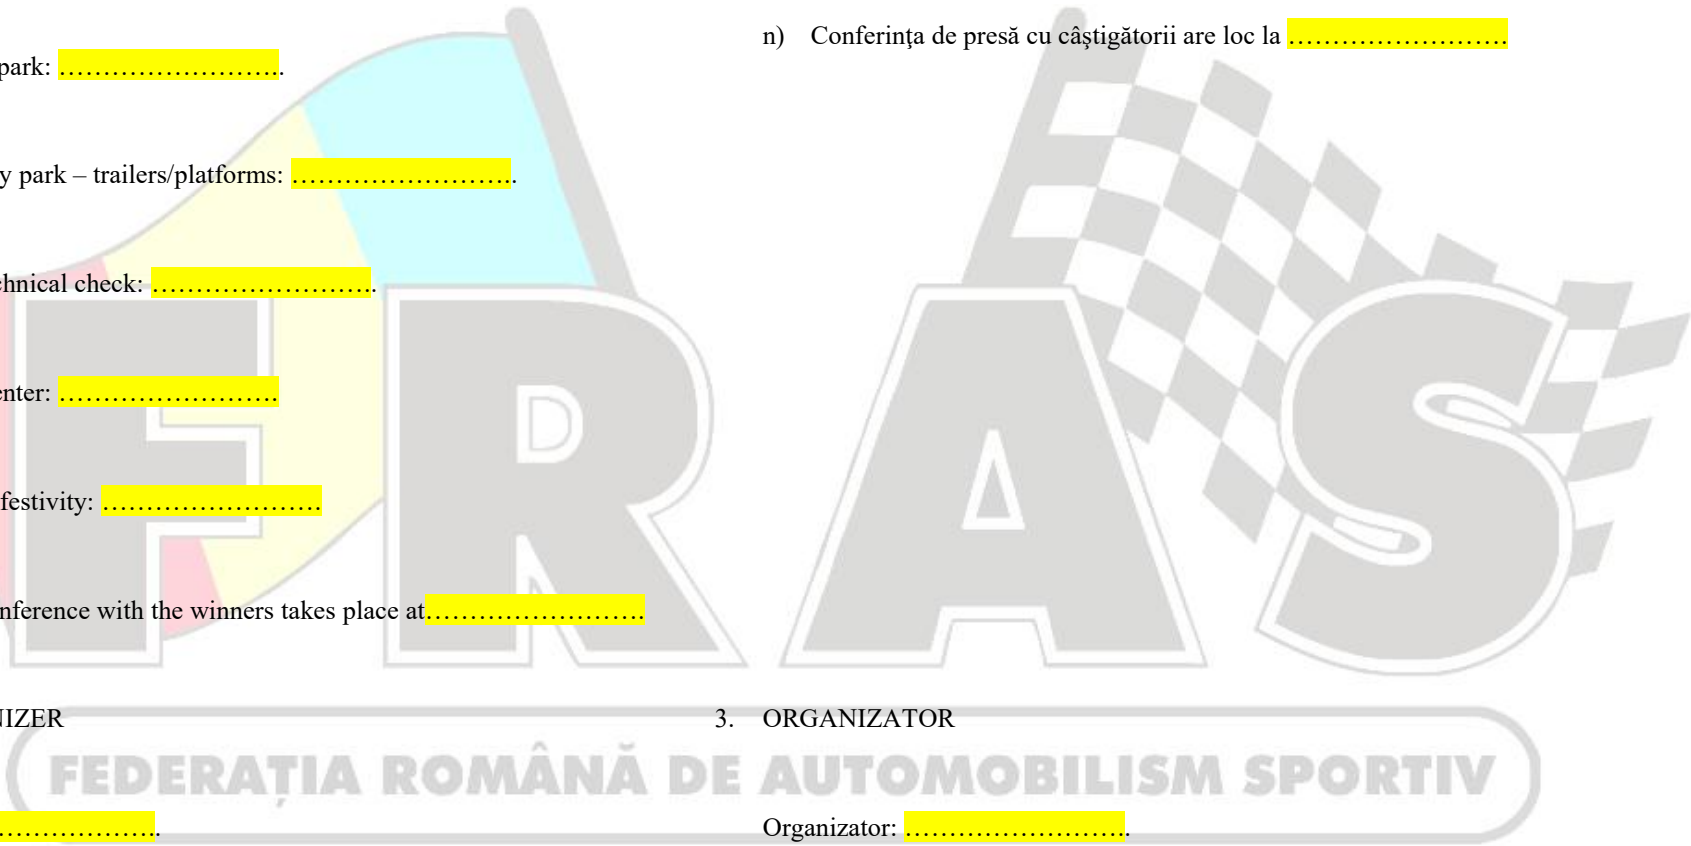 park: ……………………..
y park – trailers/platforms: ……………………..
chnical check: …………………….
enter: …………………….
festivity: ……………………
nference with the winners takes place at…………………….
NIZER
……………….
n) Conferinţa de presă cu câştigătorii are loc la ……………………
3. ORGANIZATOR
Organizator: …………………….
FRAS
FEDERAȚIA ROMÂNĂ DE AUTOMOBILISM SPORTIV